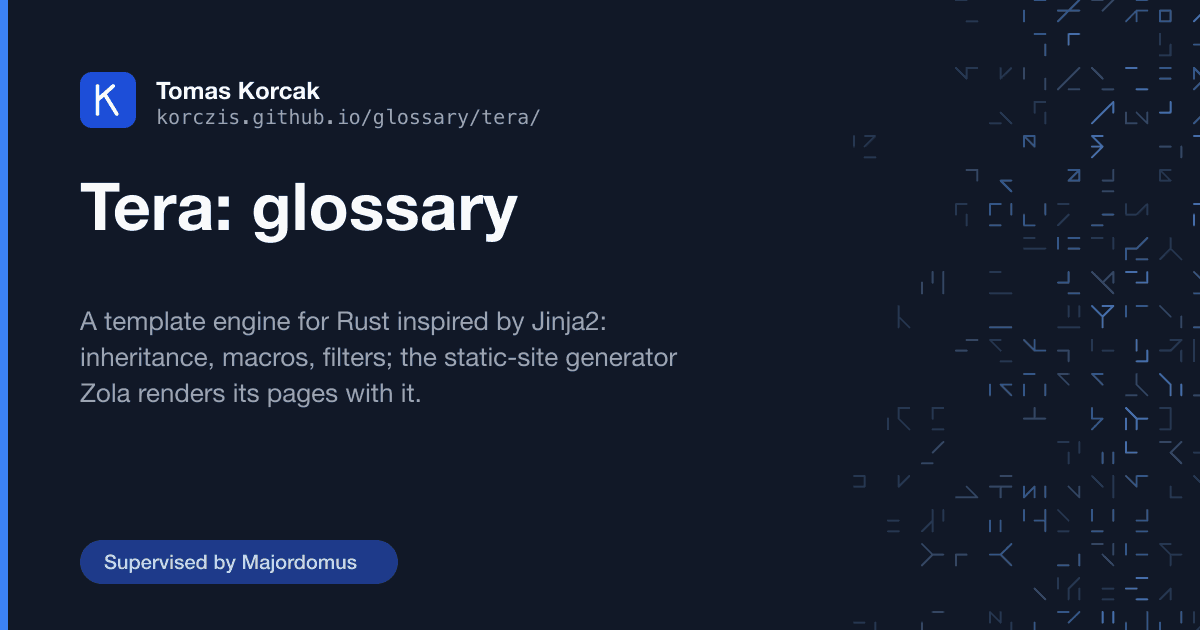 K
Tomas Korcak
korczis.github.io/glossary/tera/
Tera: glossary
A template engine for Rust inspired by Jinja2:
inheritance, macros, filters; the static-site generator
Zola renders its pages with it.
Supervised by Majordomus